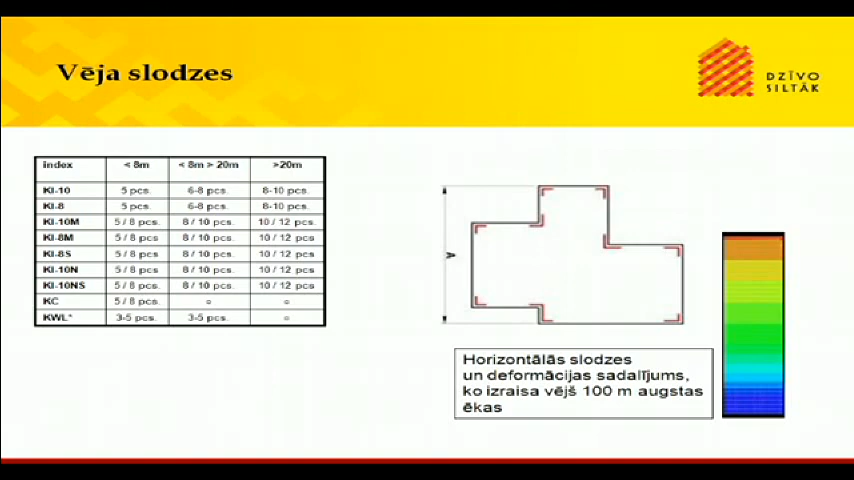 Vēja slodzes
DZĪVO
SILTĀK
index < 8m < 8m > 20m >20m
KI-10 5 pcs. 6-8 pcs. 8-10 pcs.
KI-8 5 pcs. 6-8 pcs. 8-10 pcs.
KI-10M 5 / 8 pcs. 8 / 10 pcs. 10 / 12 pcs.
KI-8M 5 / 8 pcs 8 / 10 pcs. 10 / 12 pcs
KI-8S 5 / 8 pcs 8 / 10 pcs. 10 / 12 pcs
KI-10N 5 / 8 pcs 8 / 10 pcs. 10 / 12 pcs
KI-10NS 5 / 8 pcs 8 / 10 pcs. 10 / 12 pcs
KC 5 / 8 pcs. o o
KWL* 3-5 pcs. 3-5 pcs. o
A
Horizontālās slodzes
un deformācijas sadalījums,
ko izraisa vējš 100 m augstas
ēkas